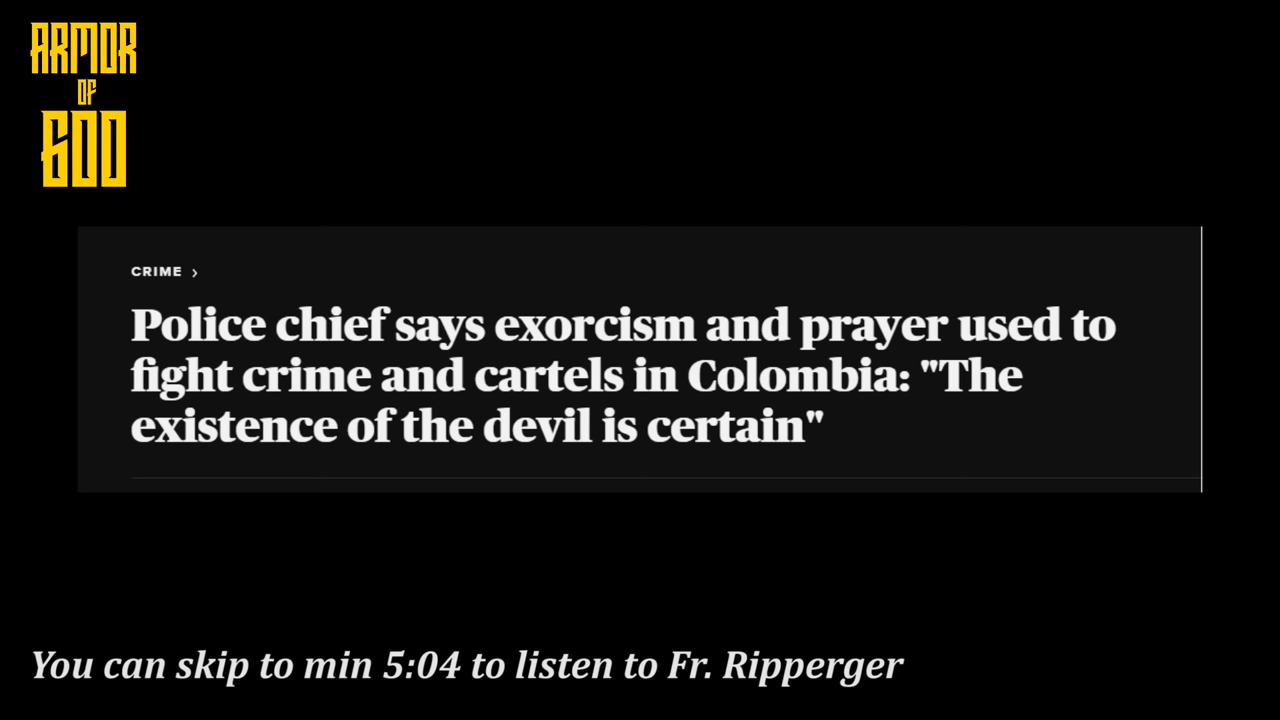 ARMOR
OF
GOD
CRIME ›
Police chief says exorcism and prayer used to
fight crime and cartels in Colombia: "The
existence of the devil is certain"
You can skip to min 5:04 to listen to Fr. Ripperger